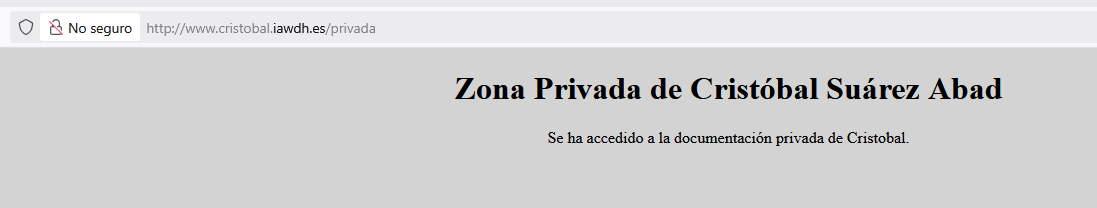 No seguro http://www.cristobal.iawdh.es/privada
Zona Privada de Cristóbal Suárez Abad
Se ha accedido a la documentación privada de Cristobal.